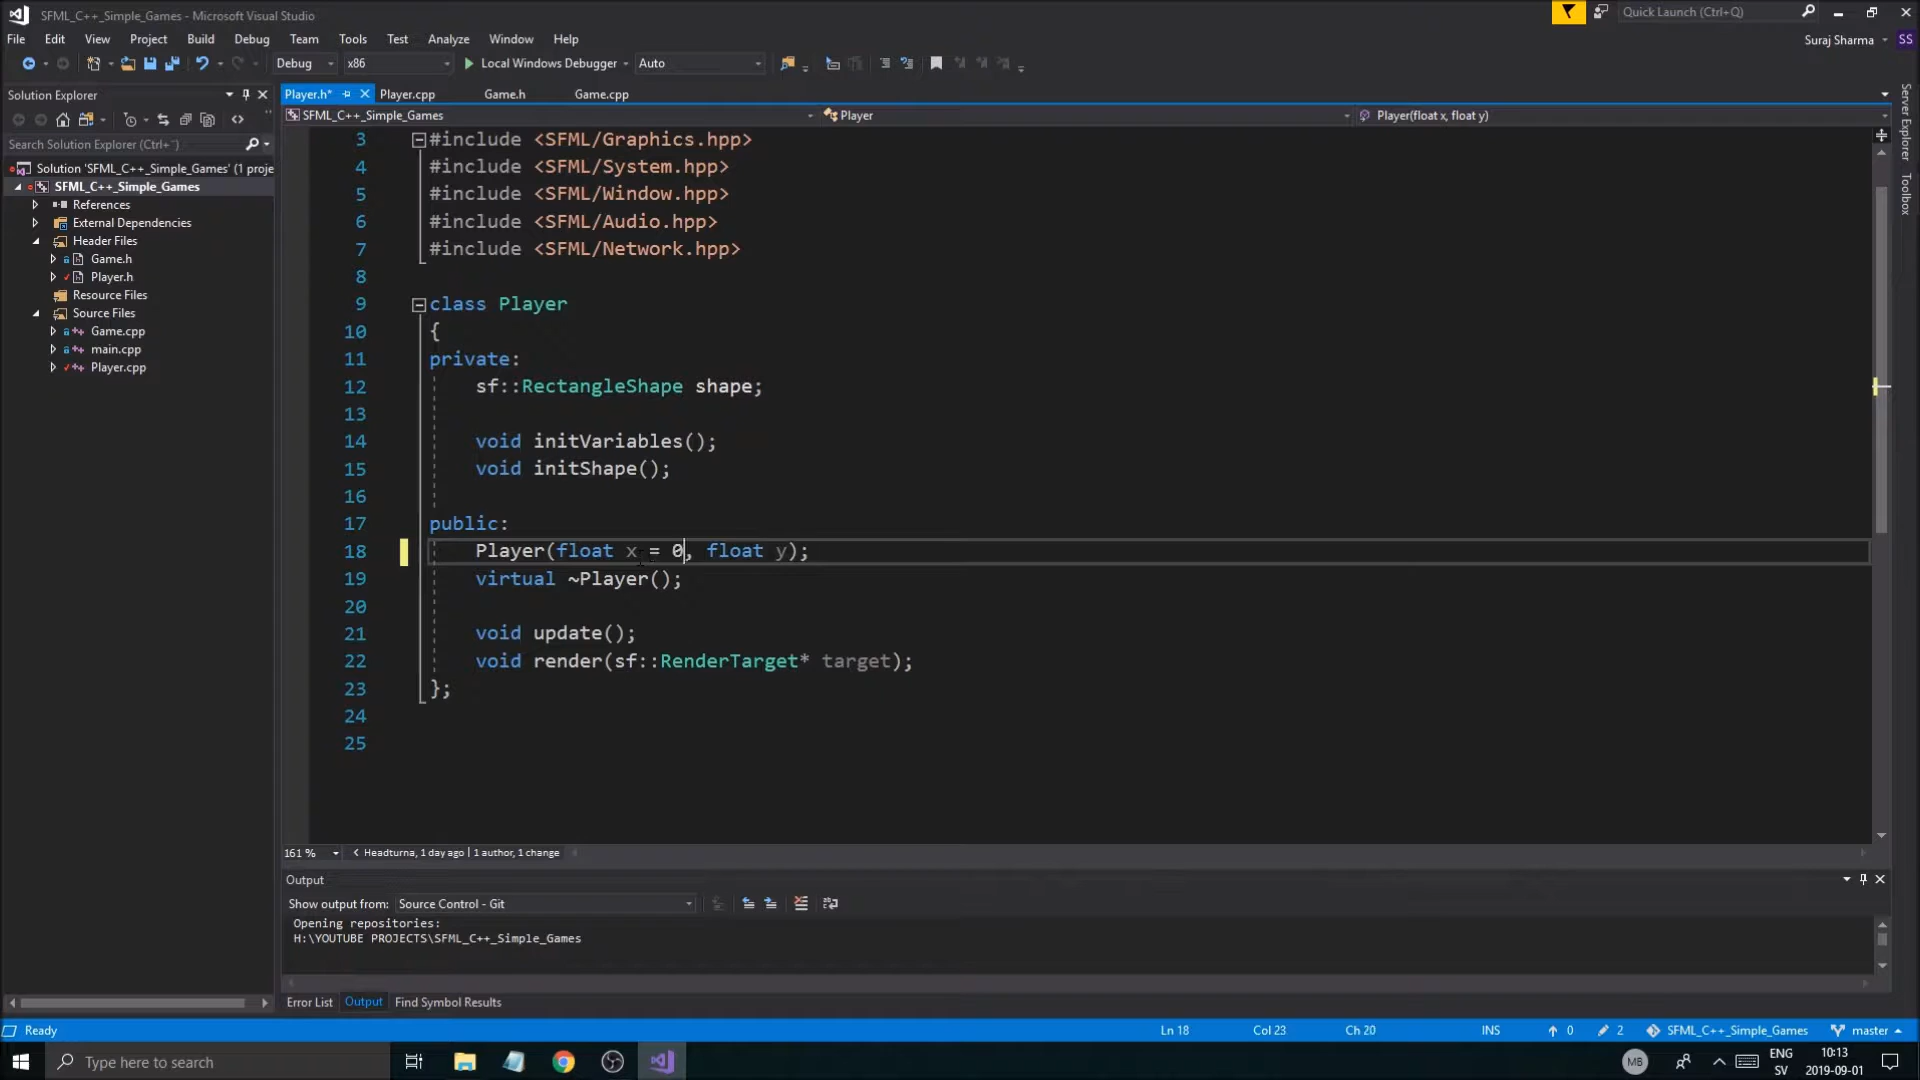 SFML_C++_Simple_Games - Microsoft Visual Studio
Quick Launch (Ctrl+Q)
File Edit View Project Build Debug Team Tools Test Analyze Window Help
Suraj Sharma SS
Debug x86 Local Windows Debugger Auto
Solution Explorer
Player.h* Player.cpp Game.h Game.cpp
SFML_C++_Simple_Games Player Player(float x, float y)
Search Solution Explorer (Ctrl+¨)
Solution 'SFML_C++_Simple_Games' (1 proje
SFML_C++_Simple_Games
References
External Dependencies
Header Files
Game.h
Player.h
Resource Files
Source Files
Game.cpp
main.cpp
Player.cpp
3 #include <SFML/Graphics.hpp>
4 #include <SFML/System.hpp>
5 #include <SFML/Window.hpp>
6 #include <SFML/Audio.hpp>
7 #include <SFML/Network.hpp>
8
9 class Player
10 {
11 private:
12 sf::RectangleShape shape;
13
14 void initVariables();
15 void initShape();
16
17 public:
18 Player(float x = 0, float y);
19 virtual ~Player();
20
21 void update();
22 void render(sf::RenderTarget* target);
23 };
24
25
Server Explorer
Toolbox
161 % Headturna, 1 day ago | 1 author, 1 change
Output
Show output from: Source Control - Git
Opening repositories:
H:\YOUTUBE PROJECTS\SFML_C++_Simple_Games
Error List Output Find Symbol Results
Ready Ln 18 Col 23 Ch 20 INS 0 2 SFML_C++_Simple_Games master
Type here to search
MB
ENG
SV
10:13
2019-09-01